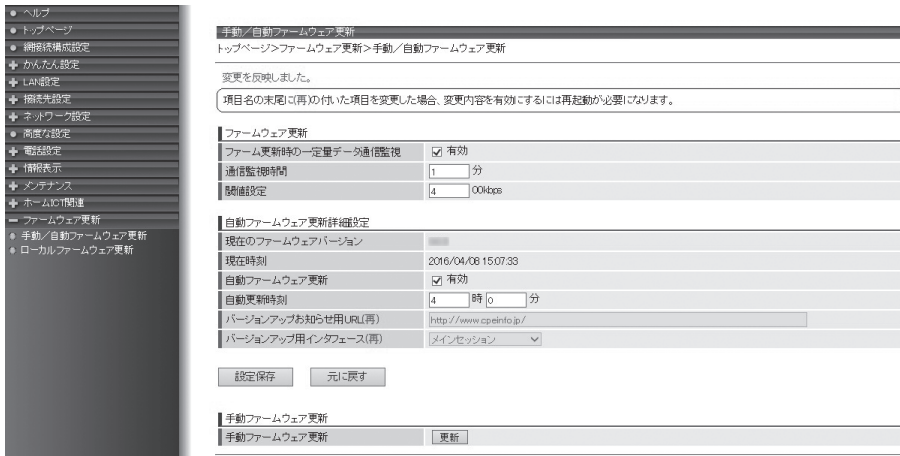 ヘルプ
トップページ
網接続構成設定
かんたん設定
LAN設定
接続先設定
ネットワーク設定
高度な設定
電話設定
情報表示
メンテナンス
ホームICT関連
ファームウェア更新
手動／自動ファームウェア更新
ローカルファームウェア更新
手動／自動ファームウェア更新
トップページ>ファームウェア更新>手動／自動ファームウェア更新
変更を反映しました。
項目名の末尾に(再)の付いた項目を変更した場合、変更内容を有効にするには再起動が必要になります。
ファームウェア更新
ファーム更新時の一定量データ通信監視 有効
通信監視時間 1 分
閾値設定 4 00kbps
自動ファームウェア更新詳細設定
現在のファームウェアバージョン
現在時刻 2016/04/08 15:07:33
自動ファームウェア更新 有効
自動更新時刻 4 時 0 分
バージョンアップお知らせ用URL(再) http://www.cpeinfo.jp/
バージョンアップ用インタフェース(再) メインセッション
設定保存 元に戻す
手動ファームウェア更新
手動ファームウェア更新 更新